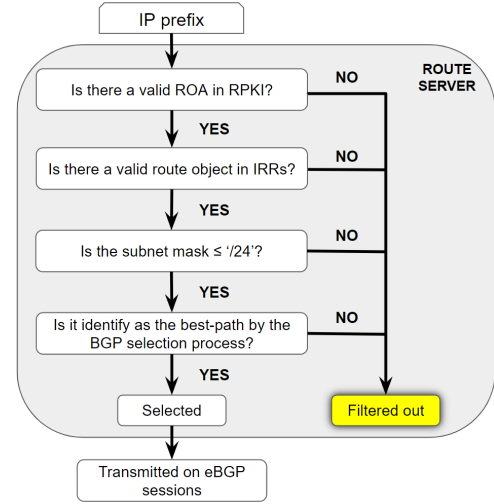 IP prefix
ROUTE
SERVER
Is there a valid ROA in RPKI?
NO
YES
Is there a valid route object in IRRs?
NO
YES
Is the subnet mask ≤ ‘/24’?
NO
YES
Is it identify as the best-path by the
BGP selection process?
NO
YES
Selected
Filtered out
Transmitted on eBGP
sessions